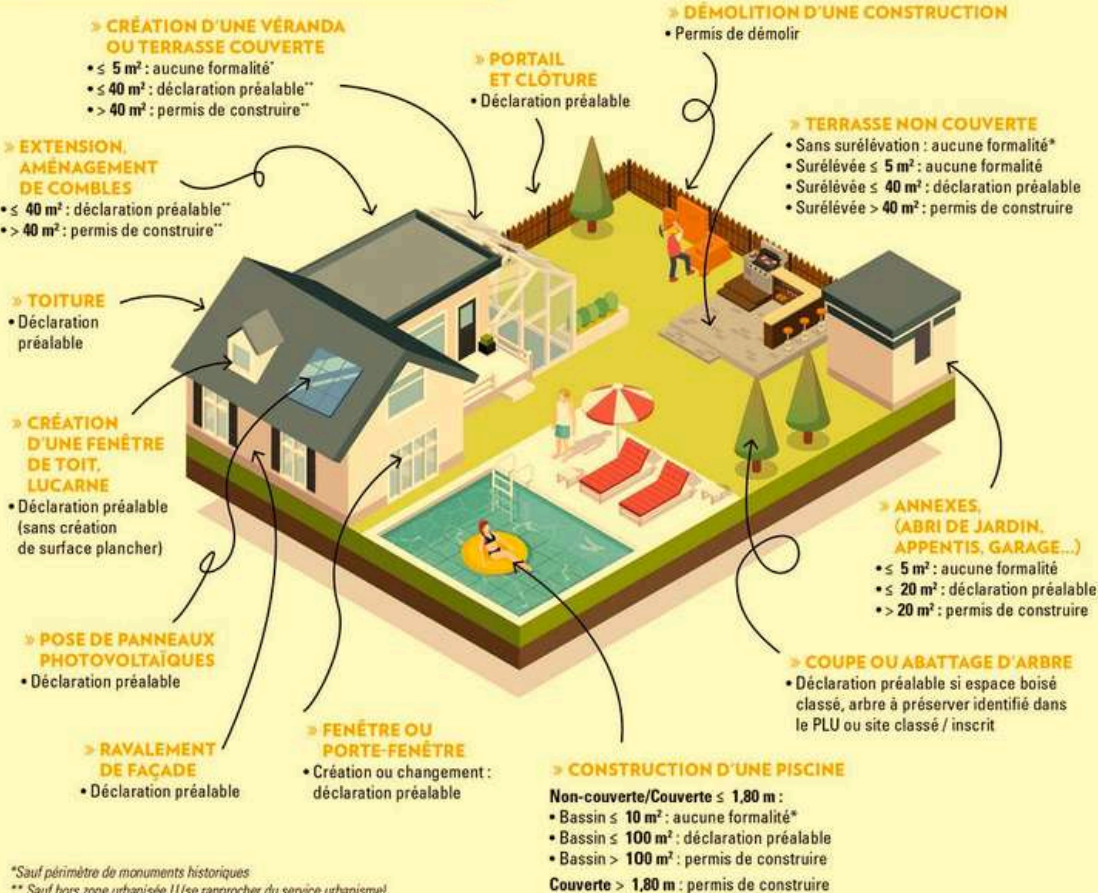 » CRÉATION D'UNE VÉRANDA
OU TERRASSE COUVERTE
• ≤ 5 m² : aucune formalité*
• ≤ 40 m² : déclaration préalable**
• > 40 m² : permis de construire**
» PORTAIL
ET CLÔTURE
• Déclaration préalable
» DÉMOLITION D'UNE CONSTRUCTION
• Permis de démolir
» EXTENSION,
AMÉNAGEMENT
DE COMBLES
• ≤ 40 m² : déclaration préalable**
• > 40 m² : permis de construire**
» TERRASSE NON COUVERTE
• Sans surélévation : aucune formalité*
• Surélevée ≤ 5 m² : aucune formalité
• Surélevée ≤ 40 m² : déclaration préalable
• Surélevée > 40 m² : permis de construire
» TOITURE
• Déclaration
préalable
» CRÉATION
D'UNE FENÊTRE
DE TOIT,
LUCARNE
• Déclaration préalable
(sans création
de surface plancher)
» ANNEXES,
(ABRI DE JARDIN,
APPENTIS, GARAGE...)
• ≤ 5 m² : aucune formalité
• ≤ 20 m² : déclaration préalable
• > 20 m² : permis de construire
» POSE DE PANNEAUX
PHOTOVOLTAÏQUES
• Déclaration préalable
» COUPE OU ABATTAGE D'ARBRE
• Déclaration préalable si espace boisé
classé, arbre à préserver identifié dans
le PLU ou site classé / inscrit
» RAVALEMENT
DE FAÇADE
• Déclaration préalable
» FENÊTRE OU
PORTE-FENÊTRE
• Création ou changement :
déclaration préalable
» CONSTRUCTION D'UNE PISCINE
Non-couverte/Couverte ≤ 1,80 m :
• Bassin ≤ 10 m² : aucune formalité*
• Bassin ≤ 100 m² : déclaration préalable
• Bassin > 100 m² : permis de construire
Couverte > 1,80 m : permis de construire
*Sauf périmètre de monuments historiques
** Sauf hors zone urbanisée U (se rapprocher du service urbanisme)